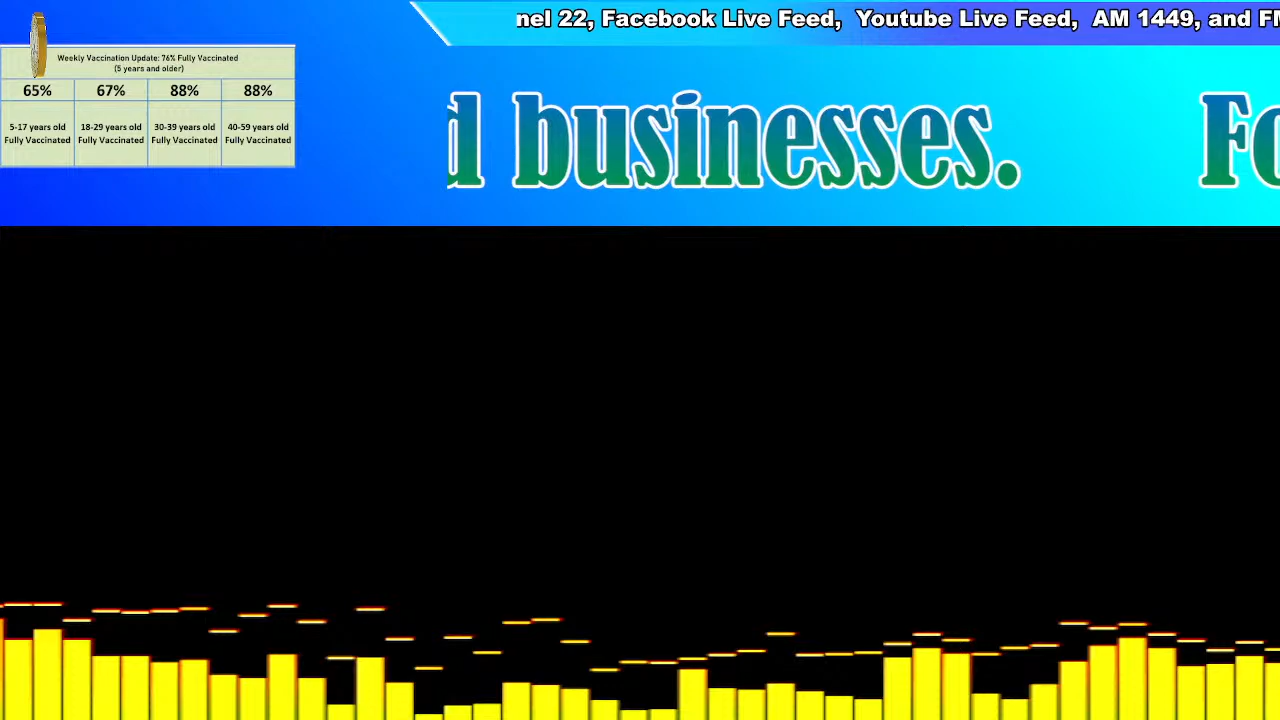 nel 22, Facebook Live Feed, Youtube Live Feed, AM 1449, and FM
d businesses. Fo
Weekly Vaccination Update: 76% Fully Vaccinated
(5 years and older)
65% 67% 88% 88%
5-17 years old 18-29 years old 30-39 years old 40-59 years old
Fully Vaccinated Fully Vaccinated Fully Vaccinated Fully Vaccinated